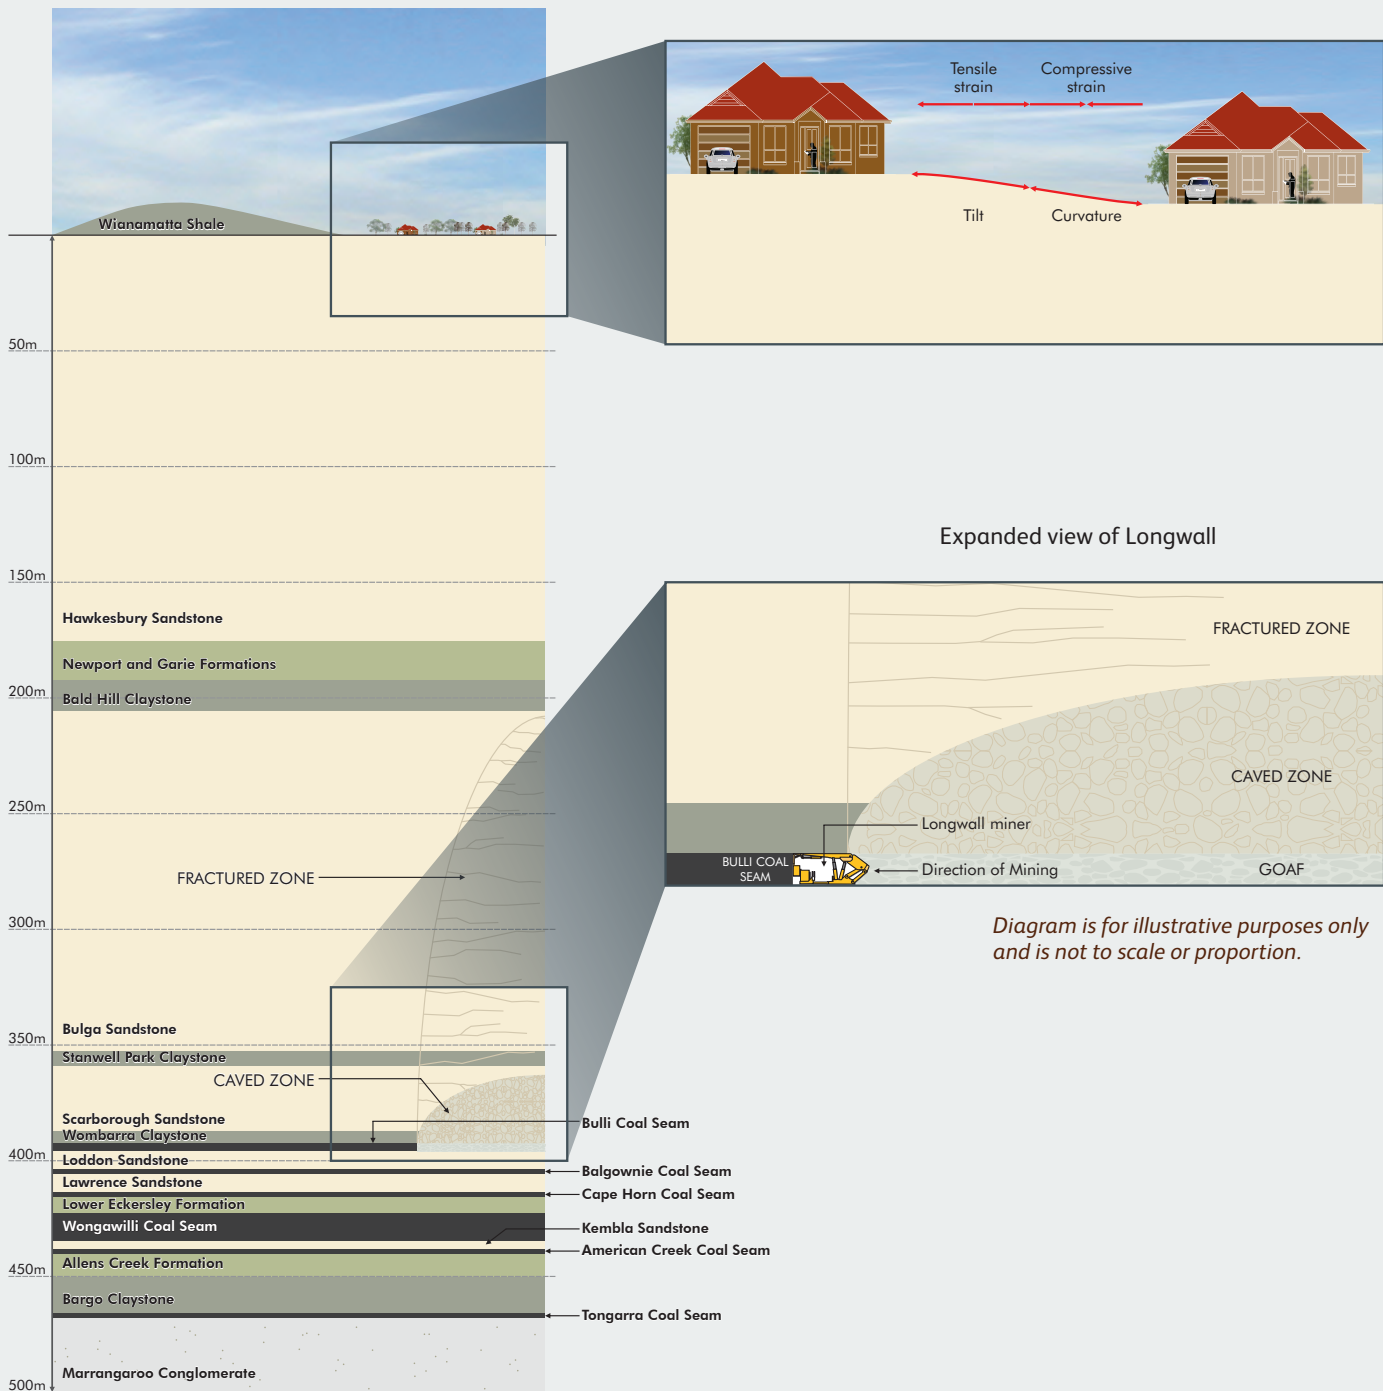 Tensile
strain
Compressive
strain
Tilt
Curvature
Wianamatta Shale
50m
100m
150m
Hawkesbury Sandstone
Newport and Garie Formations
200m
Bald Hill Claystone
250m
FRACTURED ZONE
300m
Bulga Sandstone
350m
Stanwell Park Claystone
CAVED ZONE
Scarborough Sandstone
Wombarra Claystone
Bulli Coal Seam
400m
Loddon Sandstone
Balgownie Coal Seam
Lawrence Sandstone
Cape Horn Coal Seam
Lower Eckersley Formation
Wongawilli Coal Seam
Kembla Sandstone
American Creek Coal Seam
Allens Creek Formation
450m
Bargo Claystone
Tongarra Coal Seam
Marrangaroo Conglomerate
500m
Expanded view of Longwall
FRACTURED ZONE
CAVED ZONE
Longwall miner
BULLI COAL
SEAM
Direction of Mining
GOAF
Diagram is for illustrative purposes only
and is not to scale or proportion.